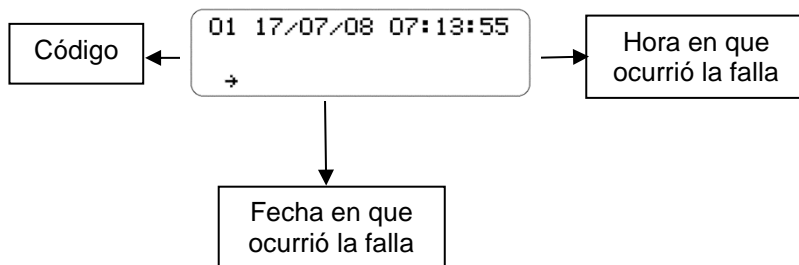 01 17/07/08 07:13:55
→
Código
Hora en que
ocurrió la falla
Fecha en que
ocurrió la falla